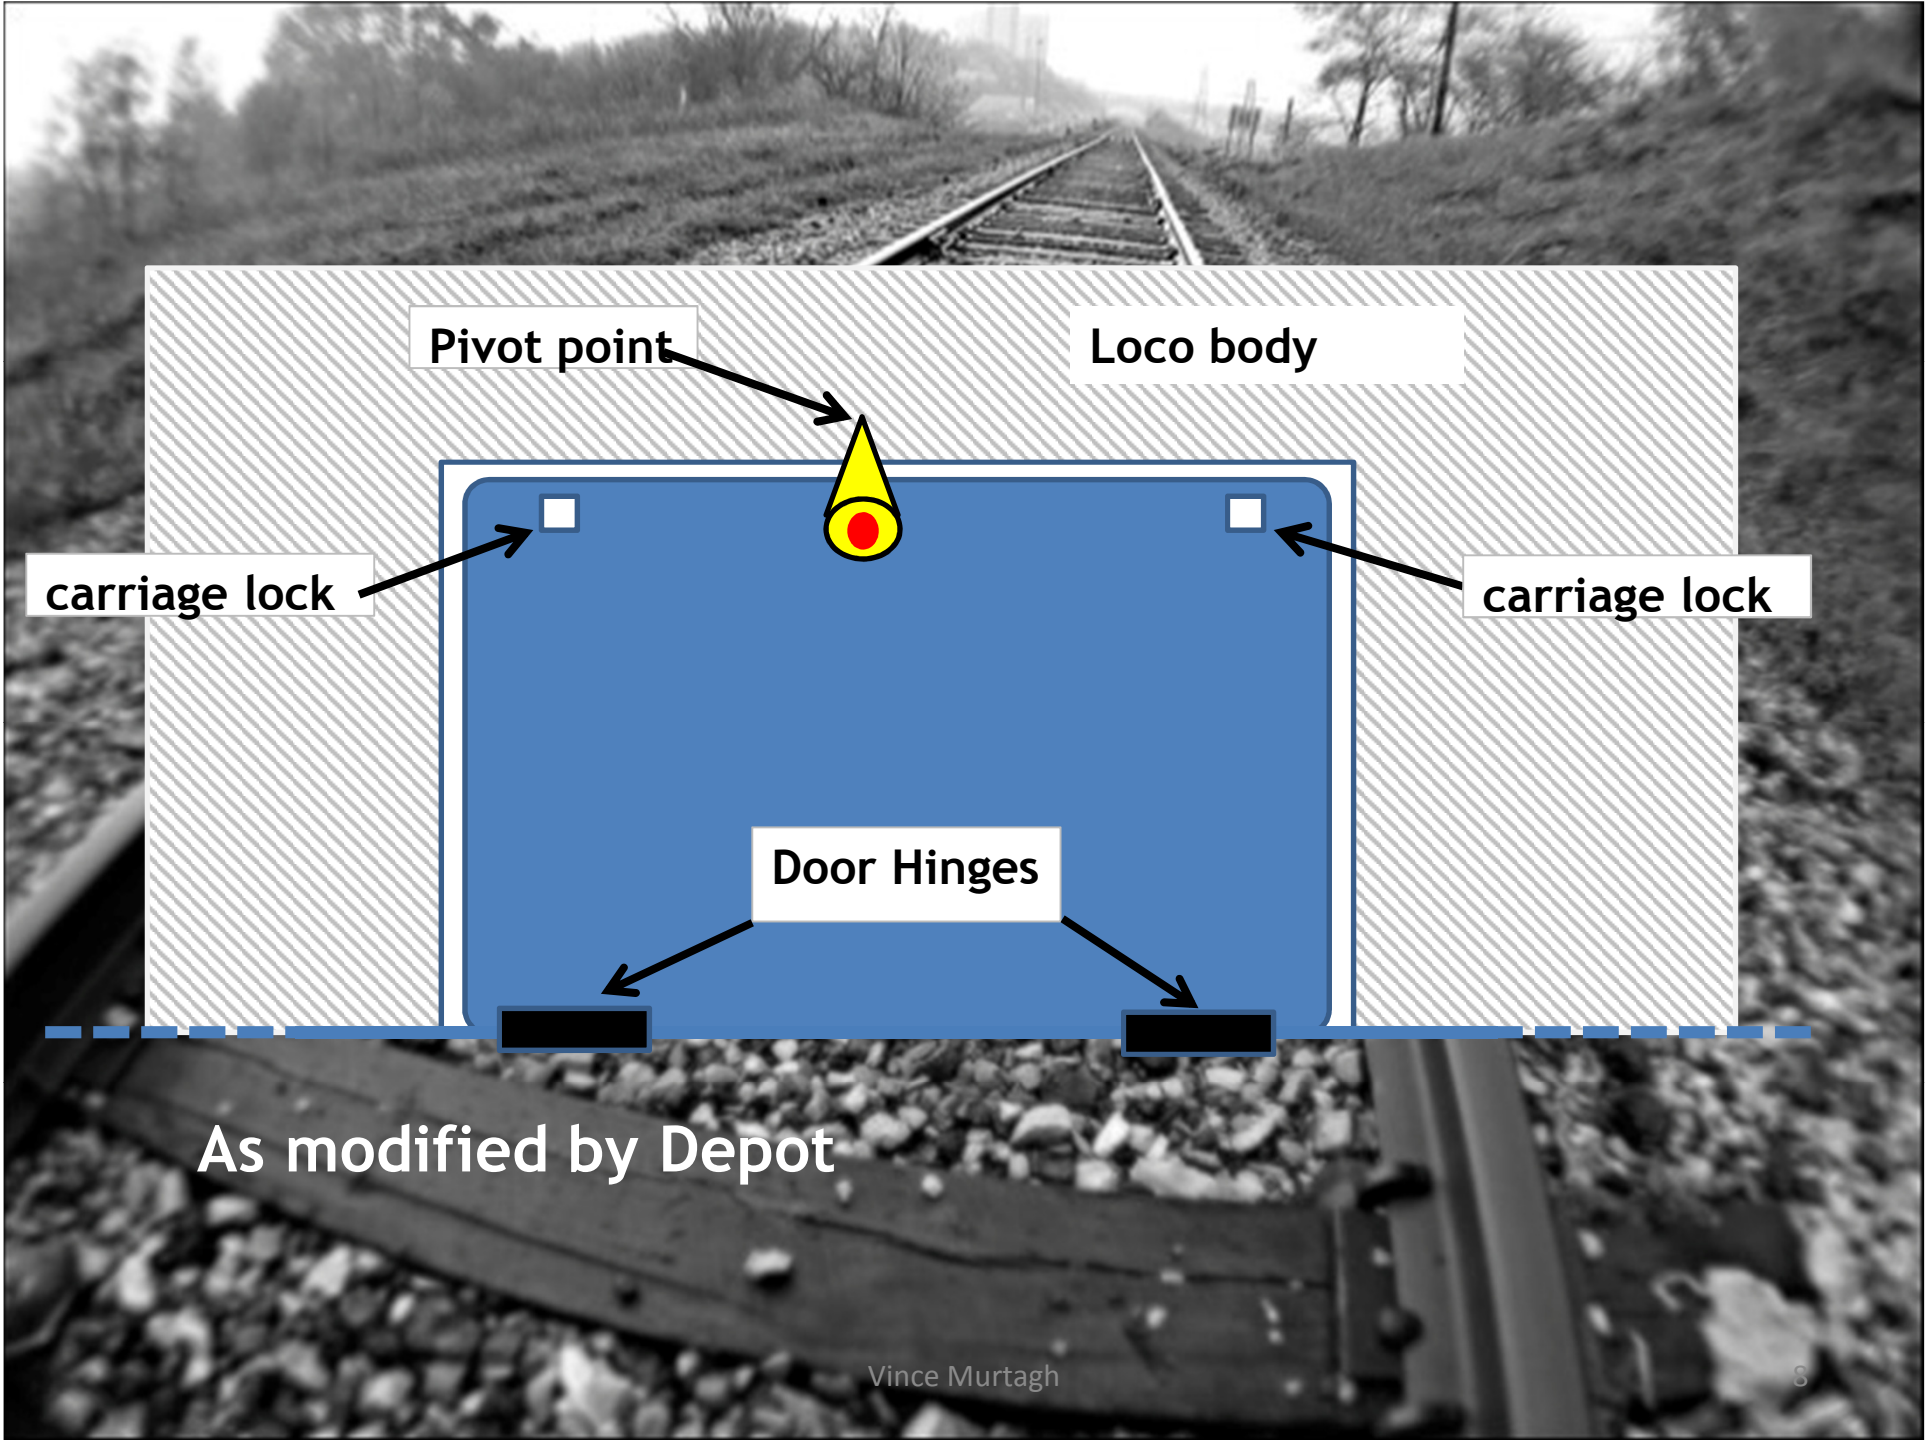 Pivot point
Loco body
carriage lock
carriage lock
Door Hinges
As modified by Depot
Vince Murtagh
8